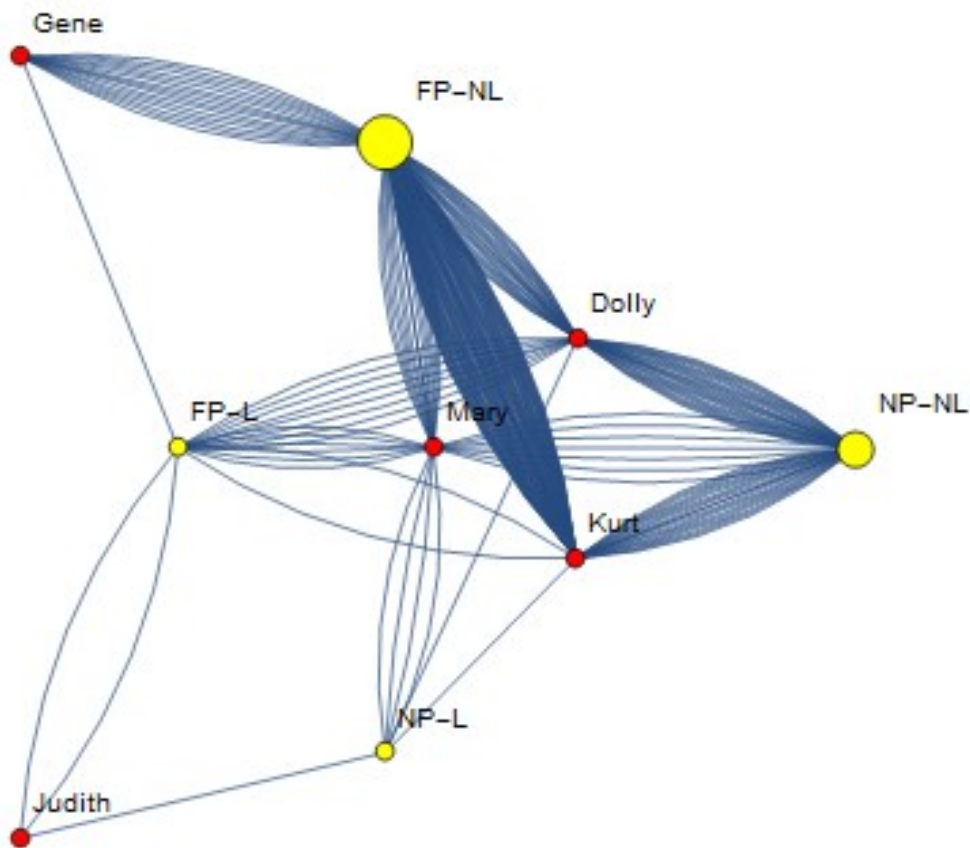 Gene
FP-NL
Dolly
FP-L
Mary
NP-NL
Kurt
NP-L
Judith